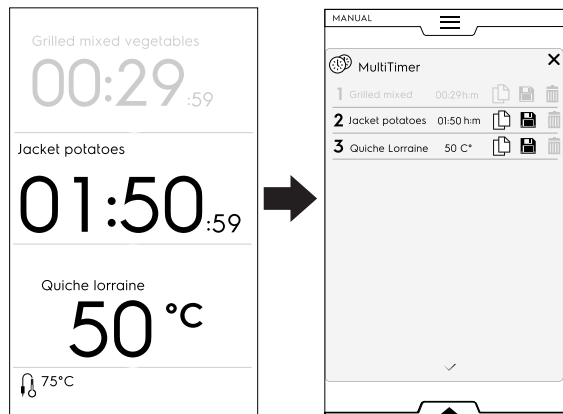 Grilled mixed vegetables
00:29:59
Jacket potatoes
01:50:59
Quiche lorraine
50 °C
75°C
MANUAL
MultiTimer
1 Grilled mixed 00:29 h:m
2 Jacket potatoes 01:50 h:m
3 Quiche Lorraine 50 C°